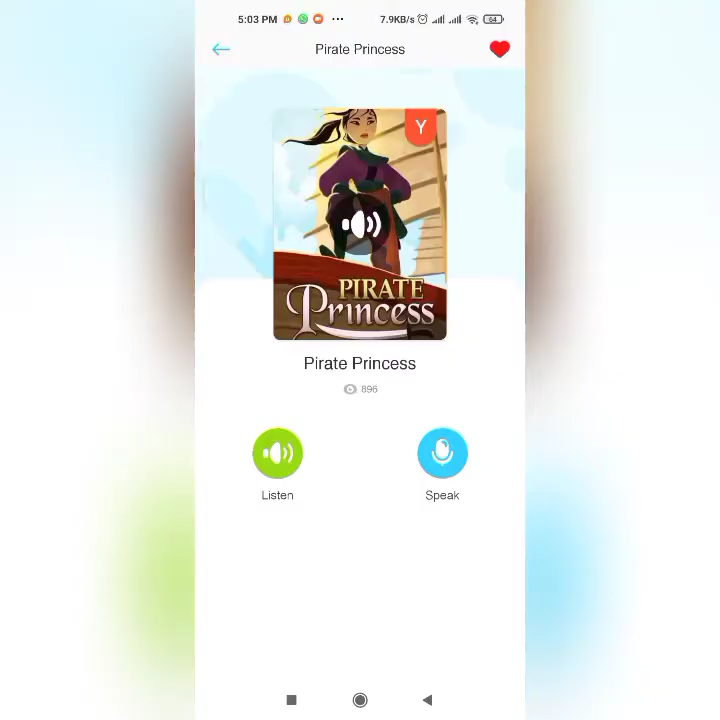 5:03 PM ... 7.9KB/s 64
Pirate Princess
Y
PIRATE
Princess
Pirate Princess
896
Listen
Speak